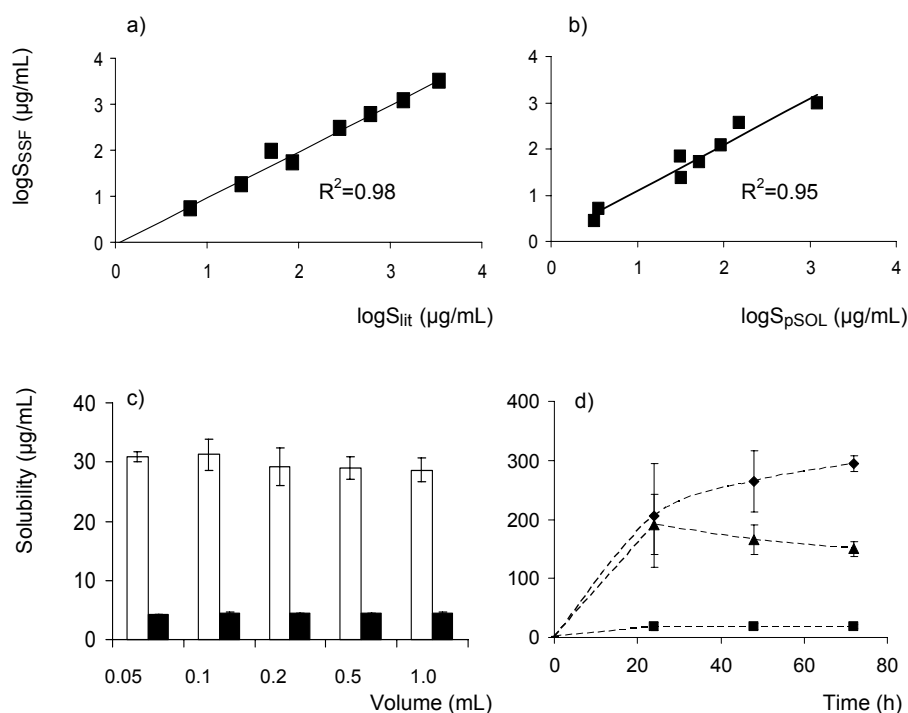 a)
logS_SSF (µg/mL)
4
3
2
1
0
R²=0.98
0 1 2 3 4
logS_lit (µg/mL)
b)
4
3
2
1
0
R²=0.95
0 1 2 3 4
logS_pSOL (µg/mL)
c)
Solubility (µg/mL)
40
30
20
10
0
0.05 0.1 0.2 0.5 1.0
Volume (mL)
d)
400
300
200
100
0
0 20 40 60 80
Time (h)